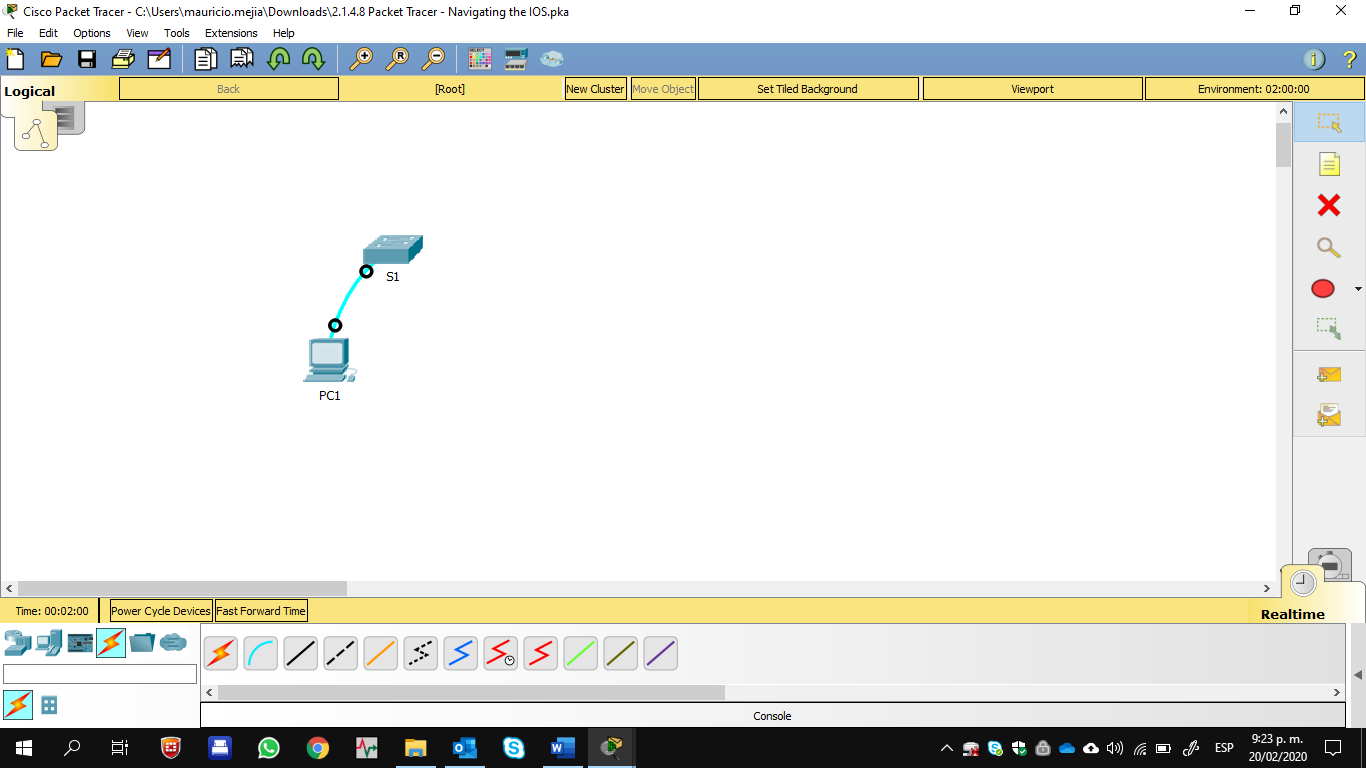 Cisco Packet Tracer - C:\Users\mauricio.mejia\Downloads\2.1.4.8 Packet Tracer - Navigating the IOS.pka
File Edit Options View Tools Extensions Help
Logical Back [Root] New Cluster Move Object Set Tiled Background Viewport Environment: 02:00:00
S1
PC1
Time: 00:02:00 Power Cycle Devices Fast Forward Time Realtime
Console
ESP 9:23 p. m.
20/02/2020